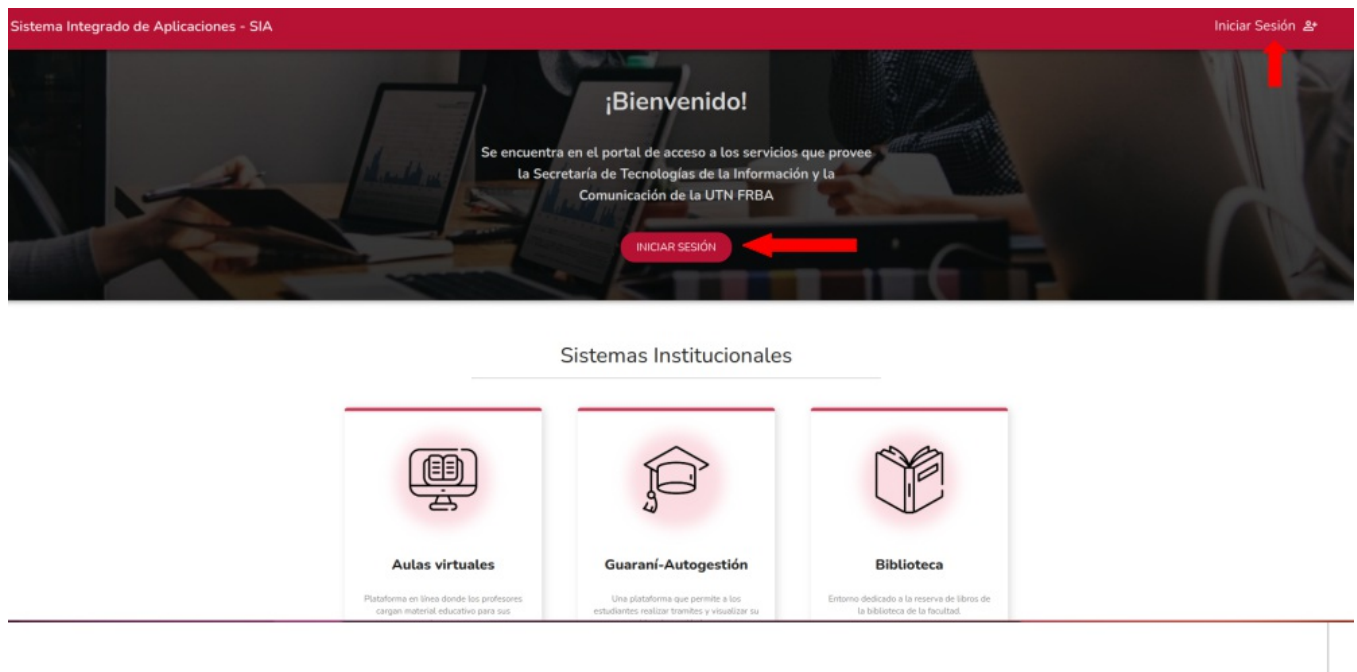 Sistema Integrado de Aplicaciones - SIA
Iniciar Sesión
¡Bienvenido!
Se encuentra en el portal de acceso a los servicios que provee
la Secretaría de Tecnologías de la Información y la
Comunicación de la UTN FRBA
INICIAR SESIÓN
Sistemas Institucionales
Aulas virtuales
Plataforma en línea donde los profesores
cargan material educativo para sus
Guaraní-Autogestión
Una plataforma que permite a los
estudiantes realizar tramites y visualizar su
Biblioteca
Entorno dedicado a la reserva de libros de
la biblioteca de la facultad.